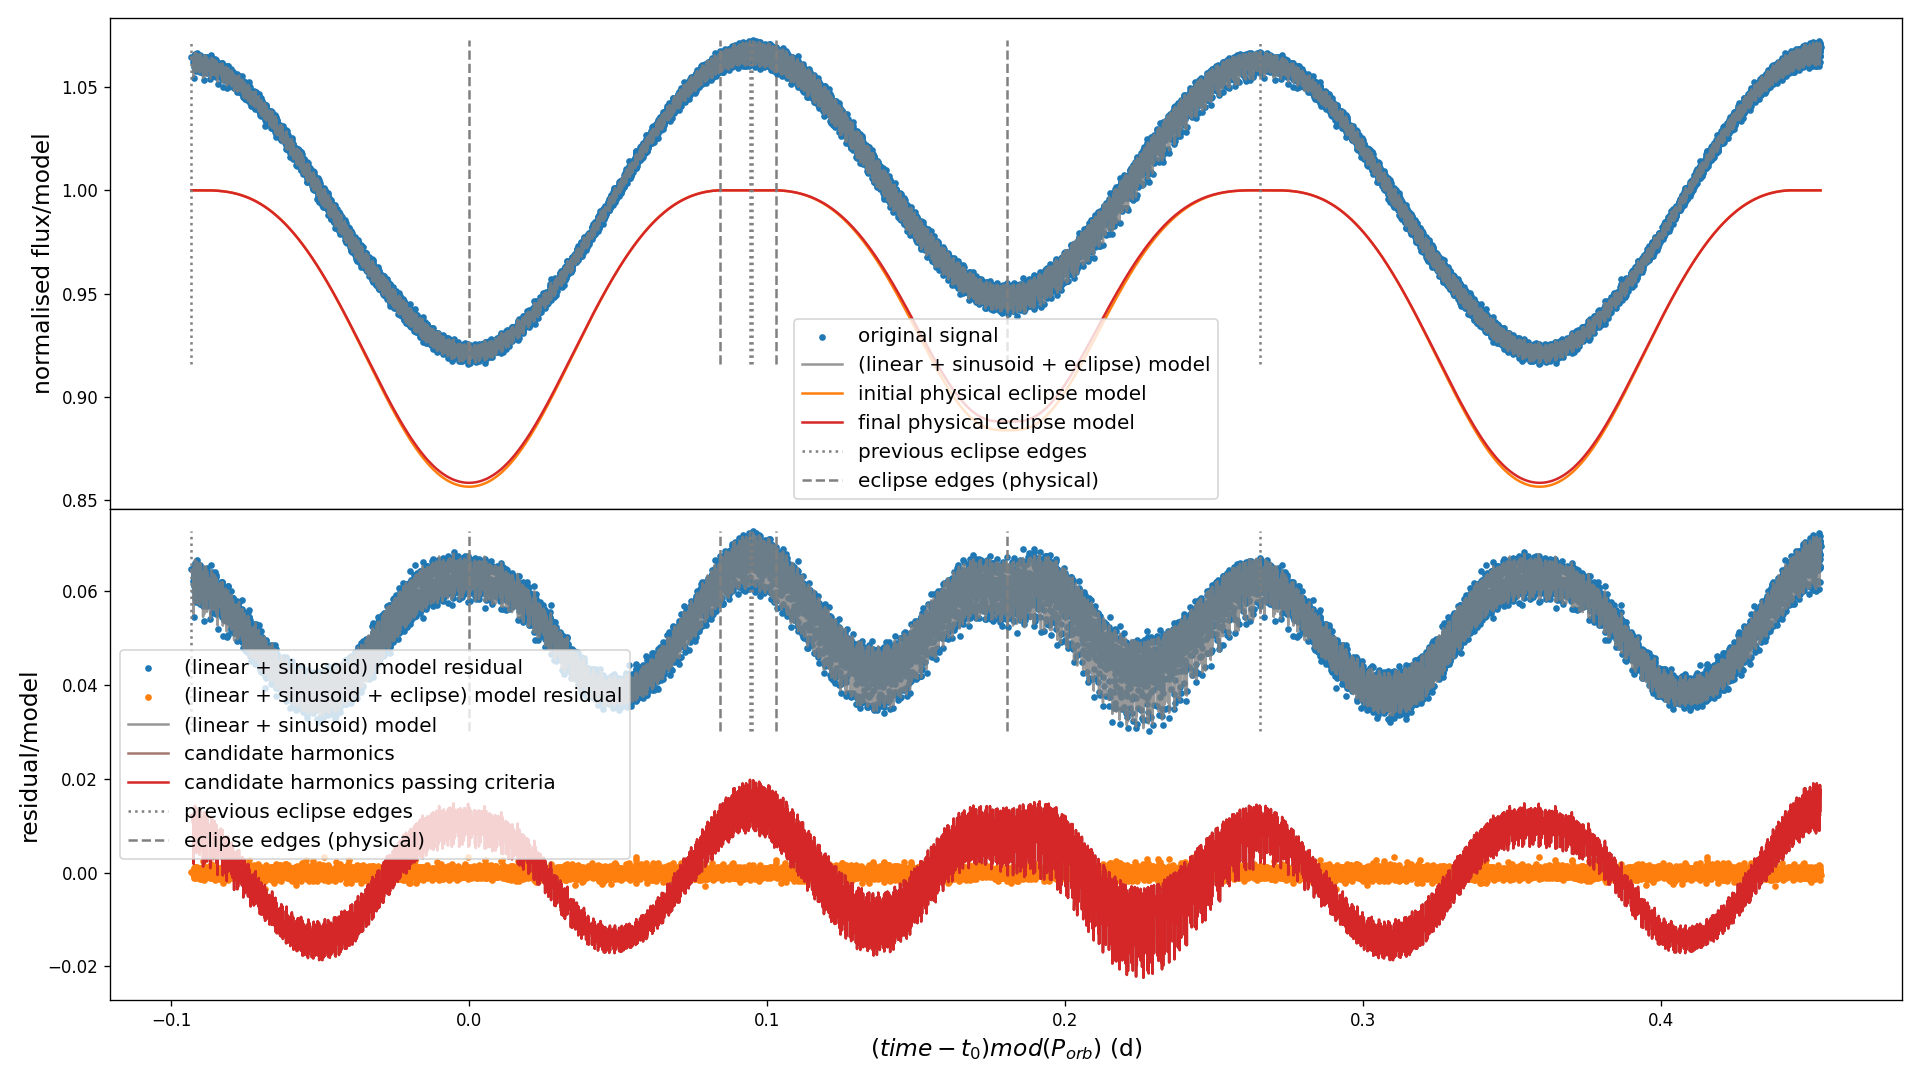 normalised flux/model
1.05
1.00
0.95
0.90
0.85
original signal
(linear + sinusoid + eclipse) model
initial physical eclipse model
final physical eclipse model
previous eclipse edges
eclipse edges (physical)
residual/model
0.06
0.04
0.02
0.00
−0.02
(linear + sinusoid) model residual
(linear + sinusoid + eclipse) model residual
(linear + sinusoid) model
candidate harmonics
candidate harmonics passing criteria
previous eclipse edges
eclipse edges (physical)
−0.1 0.0 0.1 0.2 0.3 0.4
(time − t₀)mod(Pₒᵣb) (d)